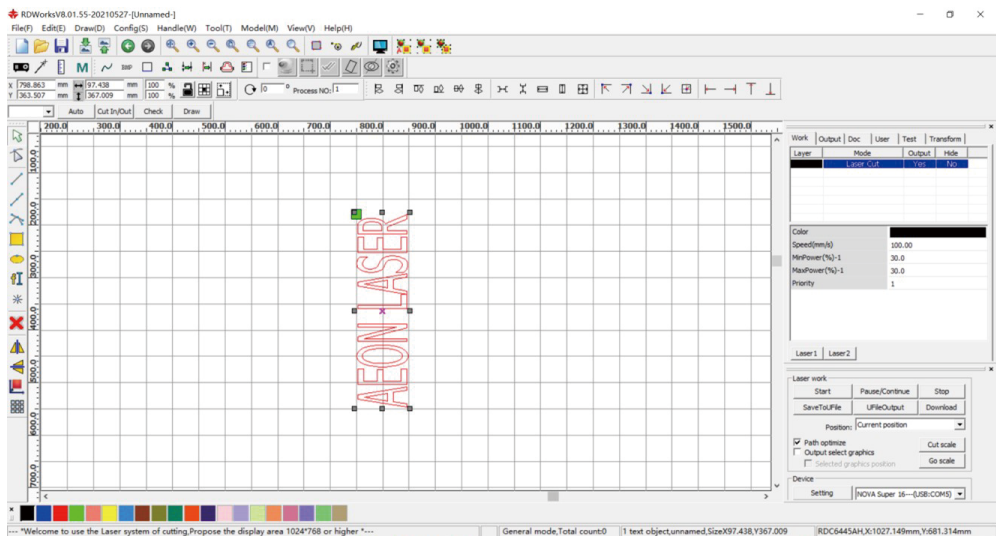 RDWorksV8.01.55-20210527-[Unnamed-]
File(F) Edit(E) Draw(D) Config(S) Handle(W) Tool(T) Model(M) View(V) Help(H)
X 798.863 mm 97.438 mm 100 %
Y 363.507 mm 367.009 mm 100 %
0 ° Process NO: 1
Auto Cut In/Out Check Draw
200.0 300.0 400.0 500.0 600.0 700.0 800.0 900.0 1000.0 1100.0 1200.0 1300.0 1400.0 1500.0
100.0
200.0
300.0
400.0
500.0
600.0
700.0
AEON LASER
Work Output Doc User Test Transform
Layer Mode Output Hide
Laser Cut Yes No
Color
Speed(mm/s) 100.00
MinPower(%)-1 30.0
MaxPower(%)-1 30.0
Priority 1
Laser1 Laser2
Laser work
Start Pause/Continue Stop
SaveToUFile UFileOutput Download
Position: Current position
Path optimize
Output select graphics
Selected graphics position
Cut scale
Go scale
Device
Setting NOVA Super 16---(USB:COM5)
--- *Welcome to use the Laser system of cutting,Propose the display area 1024*768 or higher *---
General mode,Total count:0
1 text object,unnamed,SizeX97.438,Y367.009
RDC6445AH,X:1027.149mm,Y:681.314mm